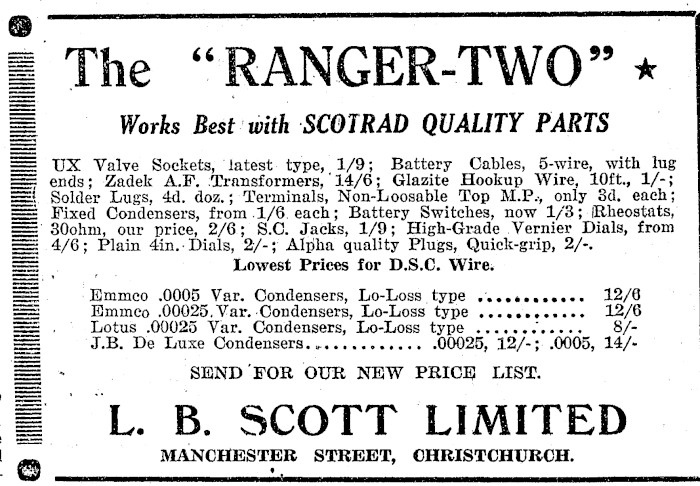 The "RANGER-TWO" ★
Works Best with SCOTRAD QUALITY PARTS
UX Valve Sockets, latest type, 1/9; Battery Cables, 5-wire, with lug
ends; Zadek A.F. Transformers, 14/6; Glazite Hookup Wire, 10ft., 1/-;
Solder Lugs, 4d. doz.; Terminals, Non-Loosable Top M.P., only 3d. each;
Fixed Condensers, from 1/6 each; Battery Switches, now 1/3; Rheostats,
30ohm, our price, 2/6; S.C. Jacks, 1/9; High-Grade Vernier Dials, from
4/6; Plain 4in. Dials, 2/-; Alpha quality Plugs, Quick-grip, 2/-.
Lowest Prices for D.S.C. Wire.
Emmco .0005 Var. Condensers, Lo-Loss type ............ 12/6
Emmco .00025 Var. Condensers, Lo-Loss type ............ 12/6
Lotus .00025 Var. Condensers, Lo-Loss type ............ 8/-
J.B. De Luxe Condensers............. .00025, 12/-; .0005, 14/-
SEND FOR OUR NEW PRICE LIST.
L. B. SCOTT LIMITED
MANCHESTER STREET, CHRISTCHURCH.